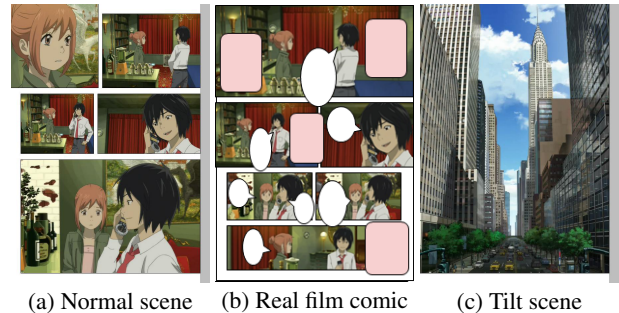 (a) Normal scene
(b) Real film comic
(c) Tilt scene